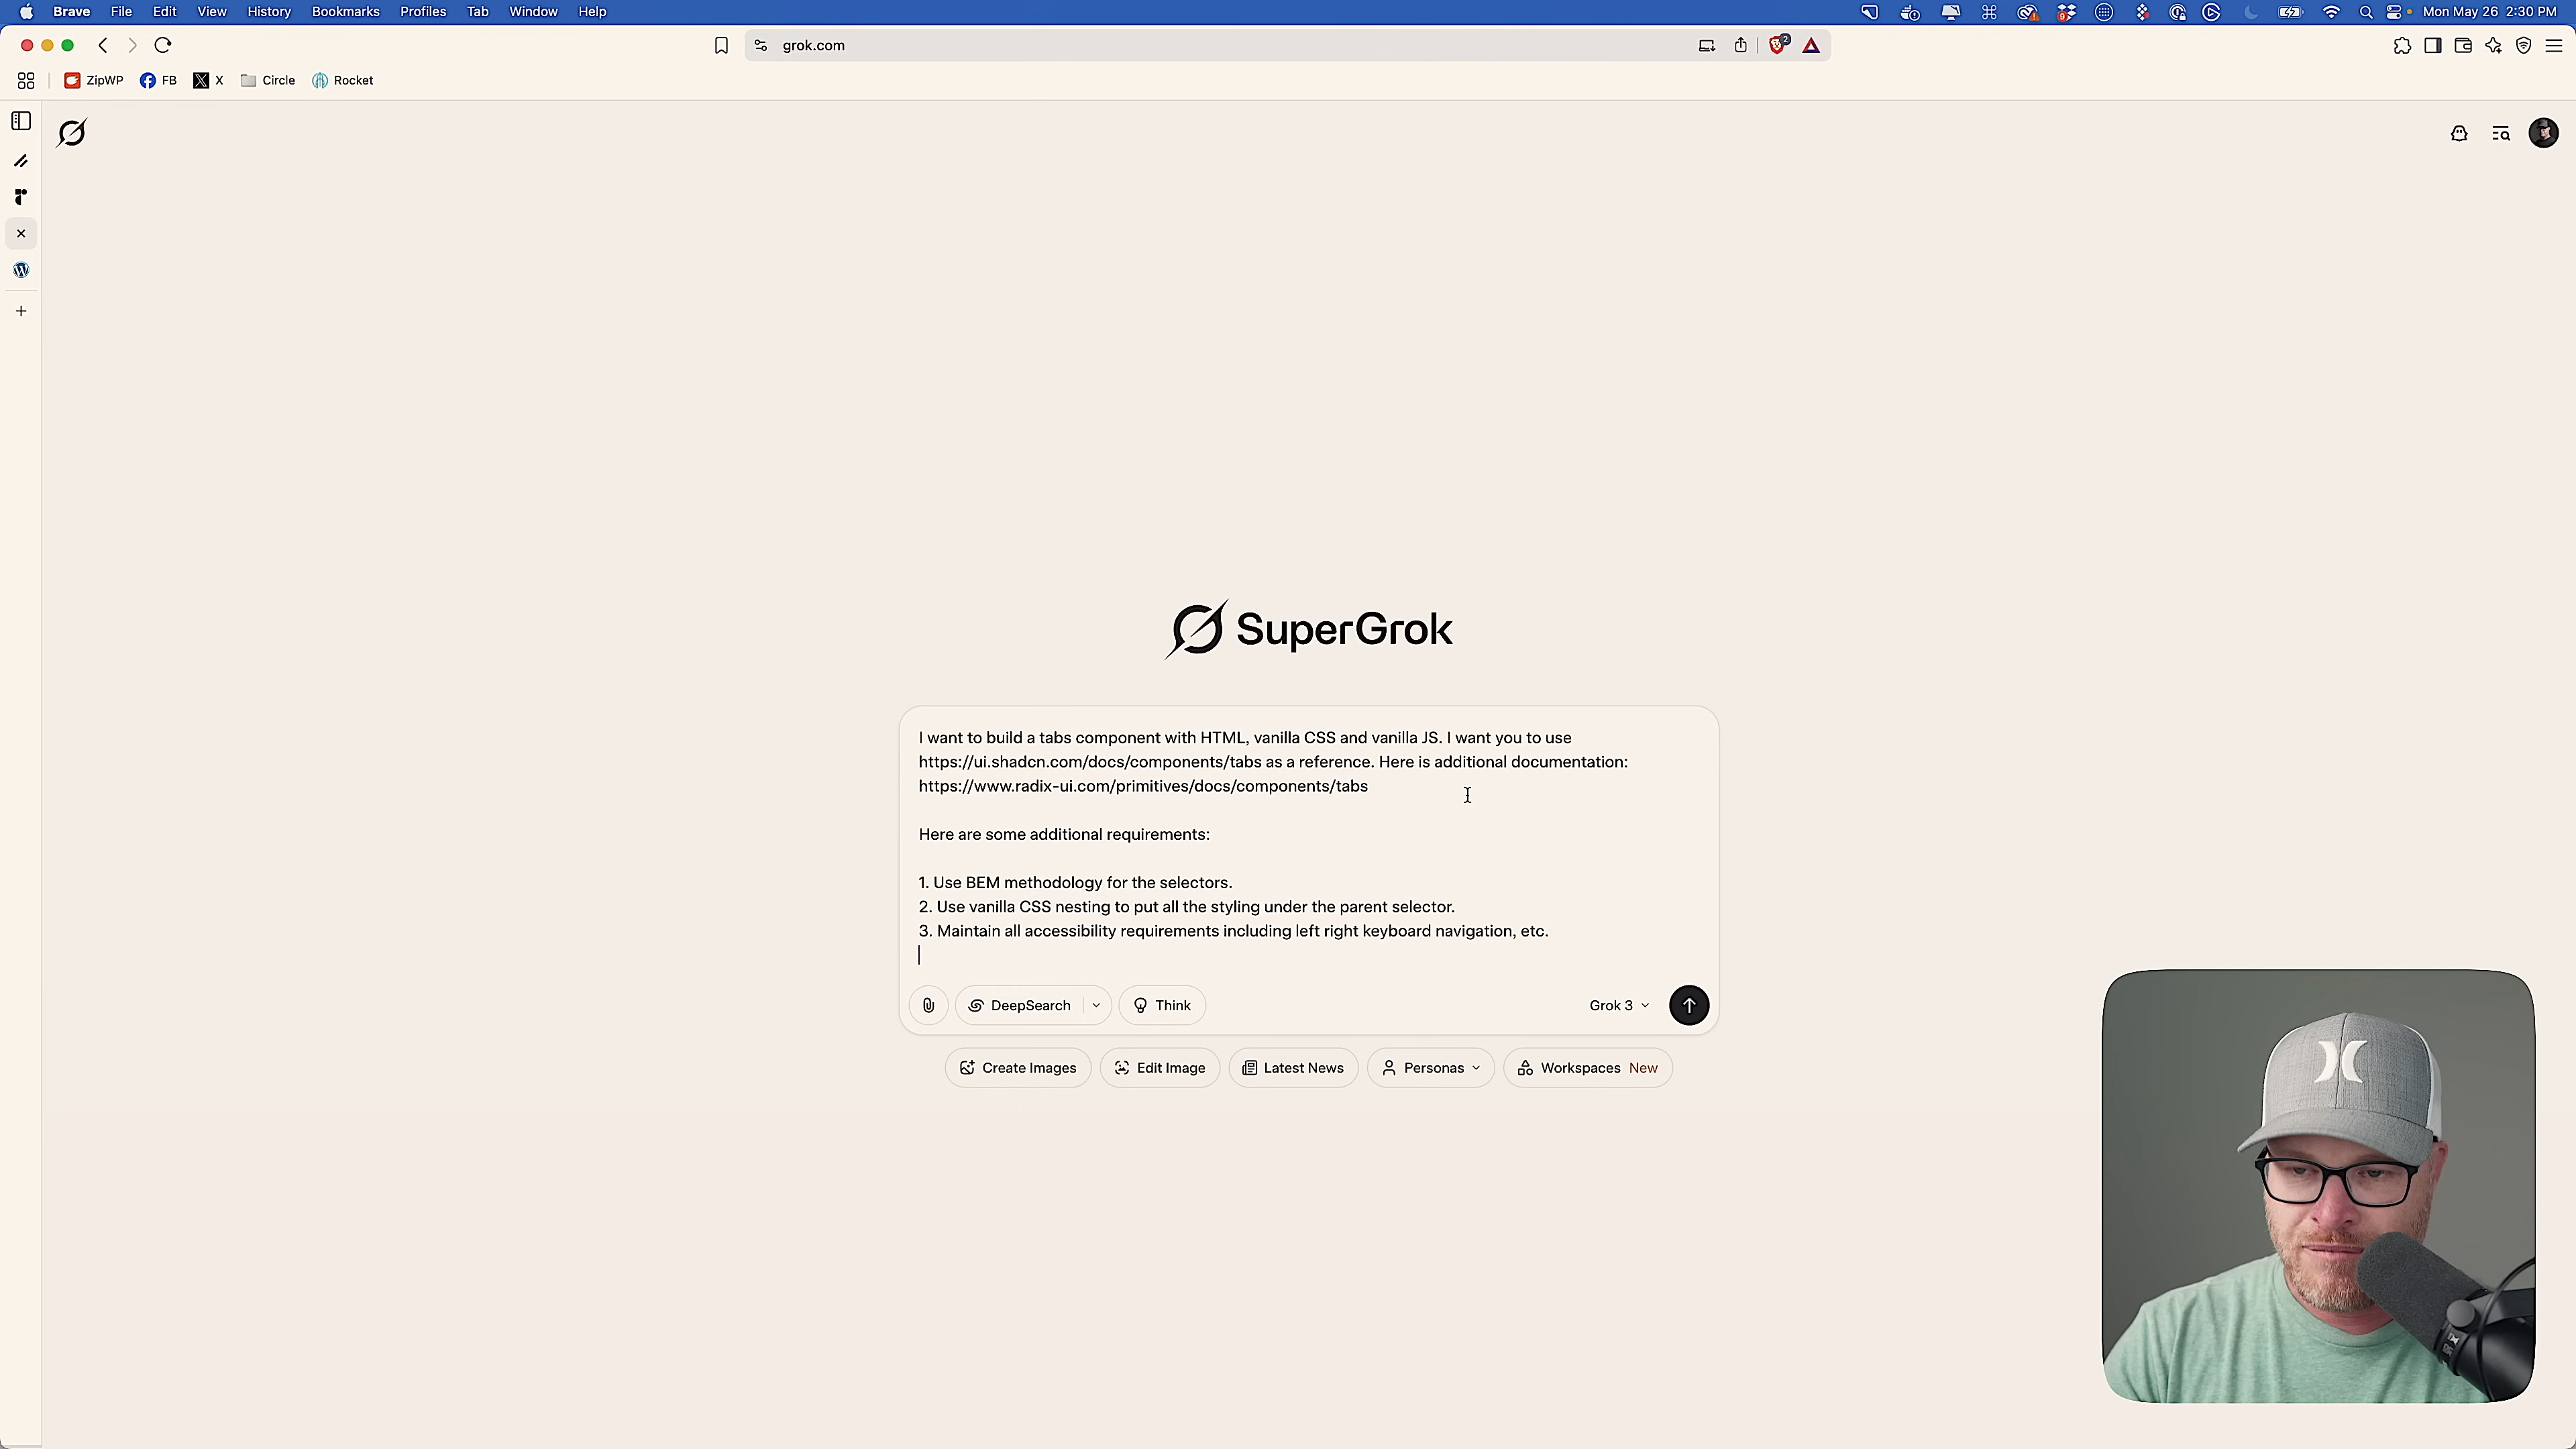 Brave File Edit View History Bookmarks Profiles Tab Window Help
9
Mon May 26 2:30 PM
grok.com
2
ZipWP FB X Circle Rocket
SuperGrok
I want to build a tabs component with HTML, vanilla CSS and vanilla JS. I want you to use
https://ui.shadcn.com/docs/components/tabs as a reference. Here is additional documentation:
https://www.radix-ui.com/primitives/docs/components/tabs
Here are some additional requirements:
1. Use BEM methodology for the selectors.
2. Use vanilla CSS nesting to put all the styling under the parent selector.
3. Maintain all accessibility requirements including left right keyboard navigation, etc.
DeepSearch Think Grok 3
Create Images Edit Image Latest News Personas Workspaces New